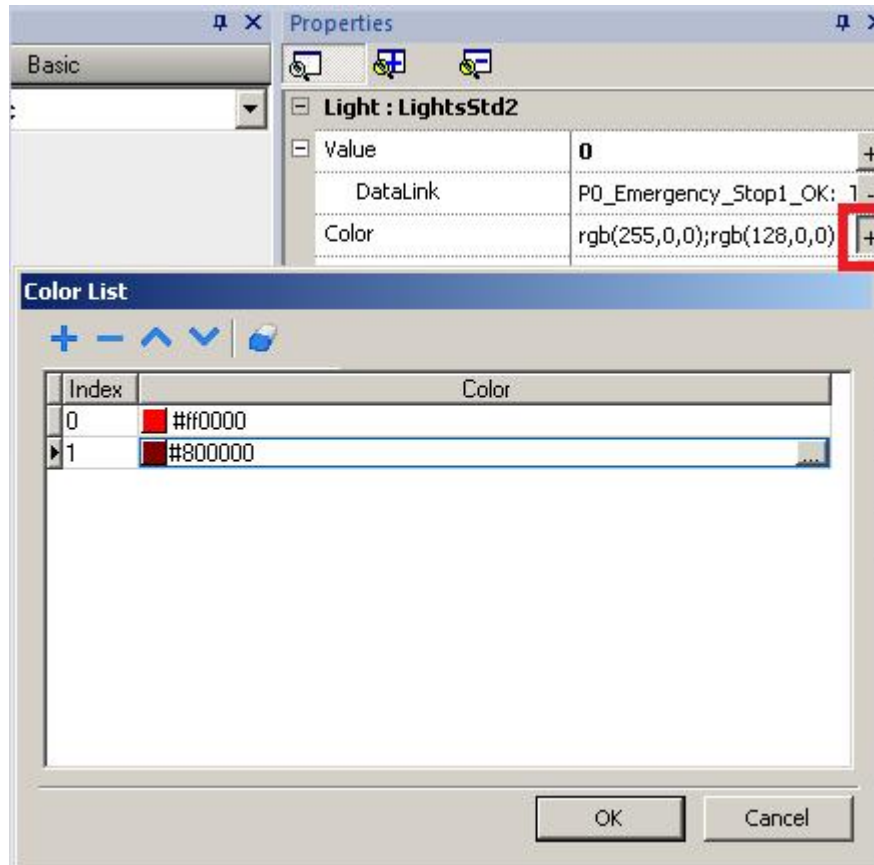 Properties
Basic
Light : LightsStd2
Value 0 +
DataLink P0_Emergency_Stop1_OK:
Color rgb(255,0,0);rgb(128,0,0) +
Color List
Index Color
0 #ff0000
1 #800000 ...
OK Cancel